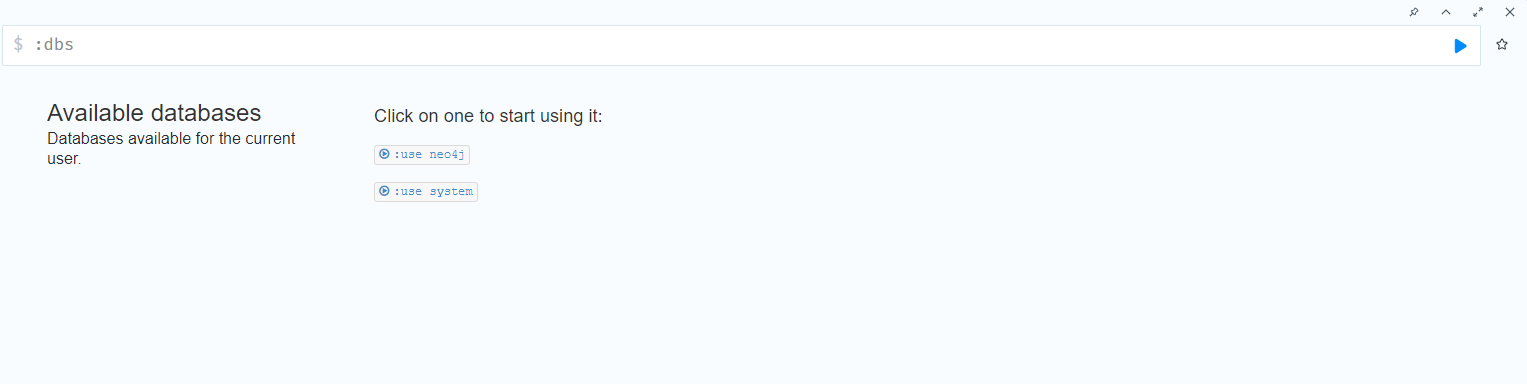 $ :dbs
Available databases
Databases available for the current
user.
Click on one to start using it:
:use neo4j
:use system